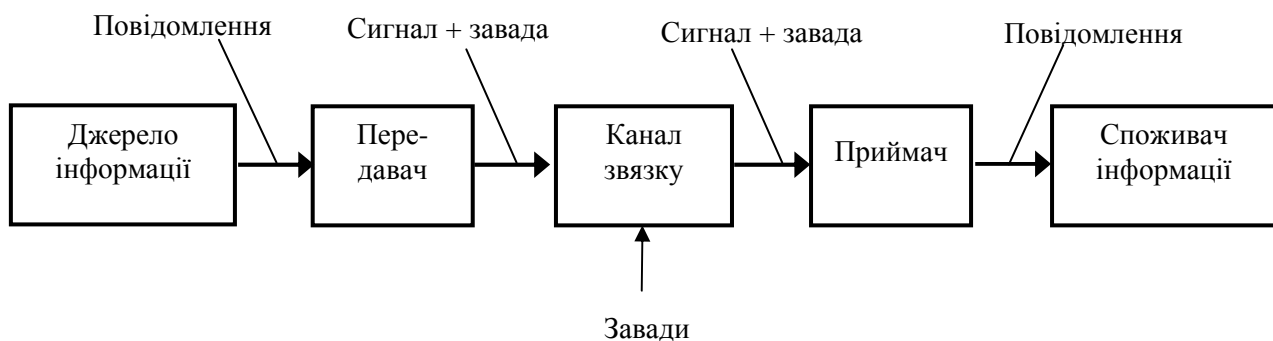 Повідомлення
Сигнал + завада
Сигнал + завада
Повідомлення
Джерело
інформації
Пере-
давач
Канал
звязку
Приймач
Споживач
інформації
Завади